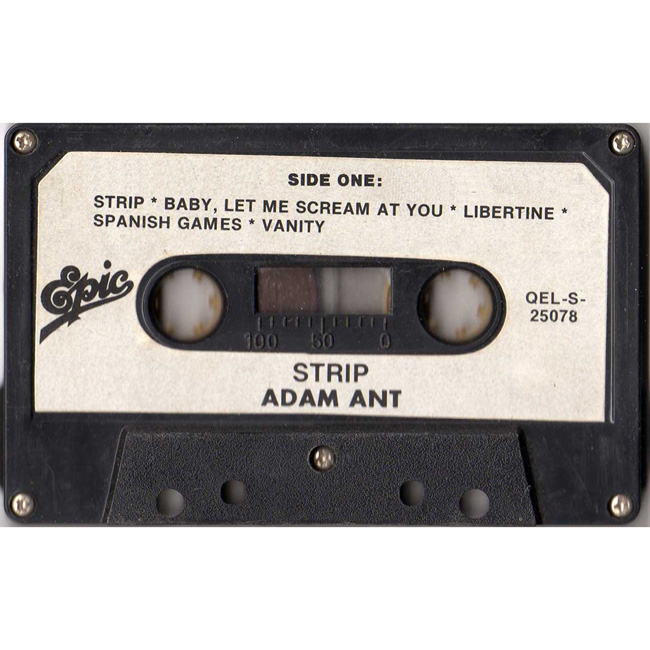 SIDE ONE:
STRIP * BABY, LET ME SCREAM AT YOU * LIBERTINE *
SPANISH GAMES * VANITY
Epic
QEL-S-
25078
100 50 0
STRIP
ADAM ANT